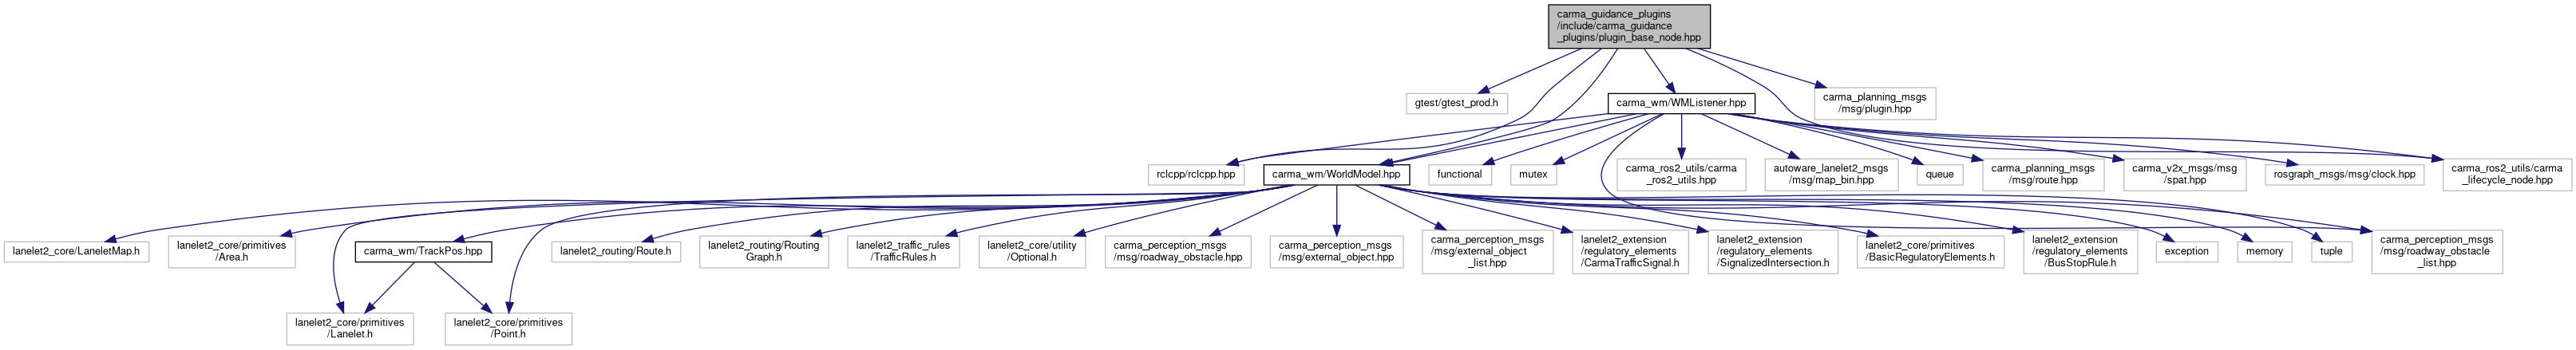 carma_guidance_plugins
/include/carma_guidance
_plugins/plugin_base_node.hpp
gtest/gtest_prod.h
carma_wm/WMListener.hpp
carma_planning_msgs
/msg/plugin.hpp
rclcpp/rclcpp.hpp
carma_wm/WorldModel.hpp
functional
mutex
carma_ros2_utils/carma
_ros2_utils.hpp
autoware_lanelet2_msgs
/msg/map_bin.hpp
queue
carma_planning_msgs
/msg/route.hpp
carma_v2x_msgs/msg
/spat.hpp
rosgraph_msgs/msg/clock.hpp
carma_ros2_utils/carma
_lifecycle_node.hpp
lanelet2_core/LaneletMap.h
lanelet2_core/primitives
/Area.h
carma_wm/TrackPos.hpp
lanelet2_routing/Route.h
lanelet2_routing/Routing
Graph.h
lanelet2_traffic_rules
/TrafficRules.h
lanelet2_core/utility
/Optional.h
carma_perception_msgs
/msg/roadway_obstacle.hpp
carma_perception_msgs
/msg/external_object.hpp
carma_perception_msgs
/msg/external_object
_list.hpp
lanelet2_extension
/regulatory_elements
/CarmaTrafficSignal.h
lanelet2_extension
/regulatory_elements
/SignalizedIntersection.h
lanelet2_core/primitives
/BasicRegulatoryElements.h
lanelet2_extension
/regulatory_elements
/BusStopRule.h
exception
memory
tuple
carma_perception_msgs
/msg/roadway_obstacle
_list.hpp
lanelet2_core/primitives
/Lanelet.h
lanelet2_core/primitives
/Point.h